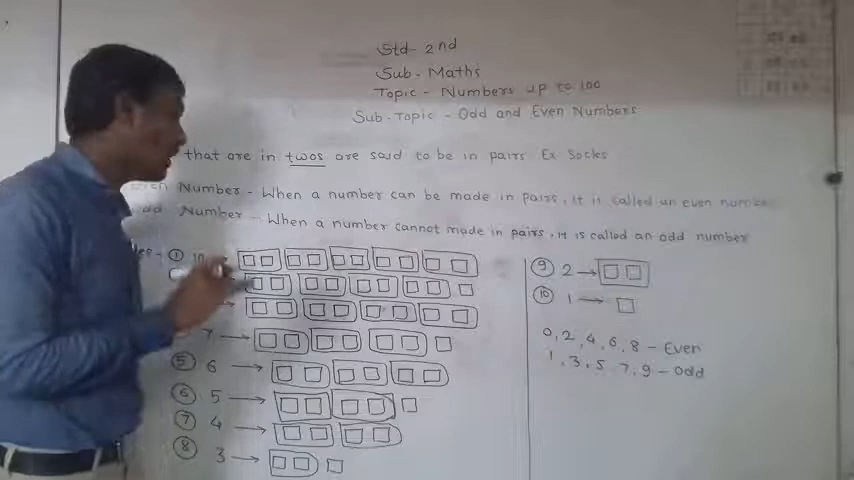 Std- 2nd
Sub- Maths
Topic - Numbers up to 100
Sub-Topic - Odd and Even Numbers
that are in twos are said to be in pairs Ex Socks
Number - When a number can be made in pairs, it is called an even number
Number - When a number cannot made in pairs, it is called an odd number
① 10
7 →
⑤ 6 →
⑥ 5 →
⑦ 4 →
⑧ 3 →
⑨ 2 →
⑩ 1 →
0, 2, 4, 6, 8 - Even
1, 3, 5, 7, 9 - Odd